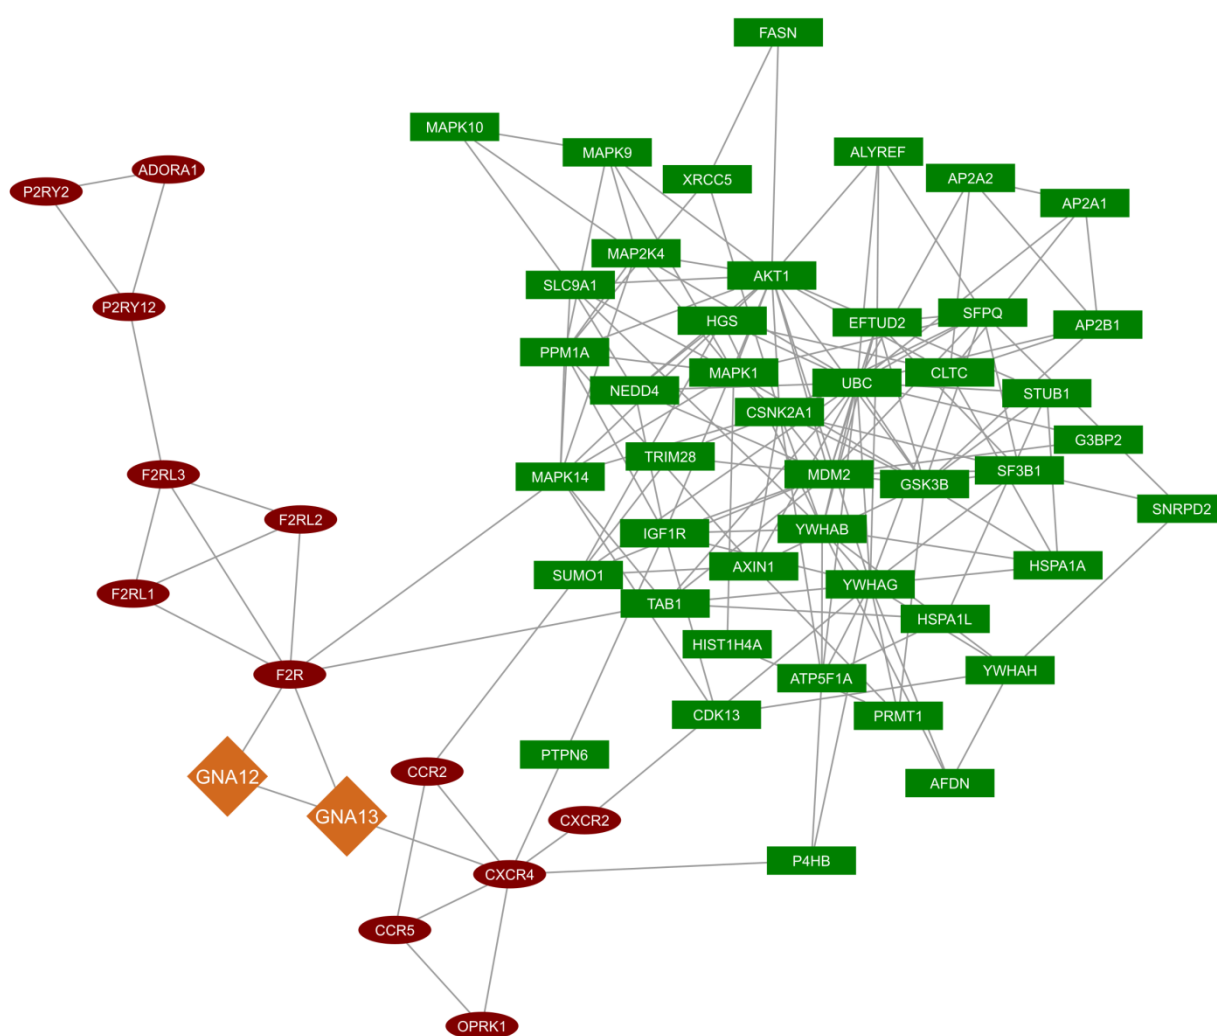 FASN
MAPK10
MAPK9
ALYREF
ADORA1
XRCC5
AP2A2
P2RY2
AP2A1
MAP2K4
AKT1
SLC9A1
P2RY12
SFPQ
HGS
EFTUD2
AP2B1
PPM1A
MAPK1
CLTC
UBC
NEDD4
STUB1
CSNK2A1
G3BP2
TRIM28
SF3B1
F2RL3
MDM2
MAPK14
GSK3B
SNRPD2
F2RL2
IGF1R
YWHAB
HSPA1A
AXIN1
SUMO1
YWHAG
F2RL1
TAB1
HSPA1L
HIST1H4A
YWHAH
F2R
ATP5F1A
CDK13
PRMT1
PTPN6
CCR2
GNA12
AFDN
GNA13
CXCR2
P4HB
CXCR4
CCR5
OPRK1